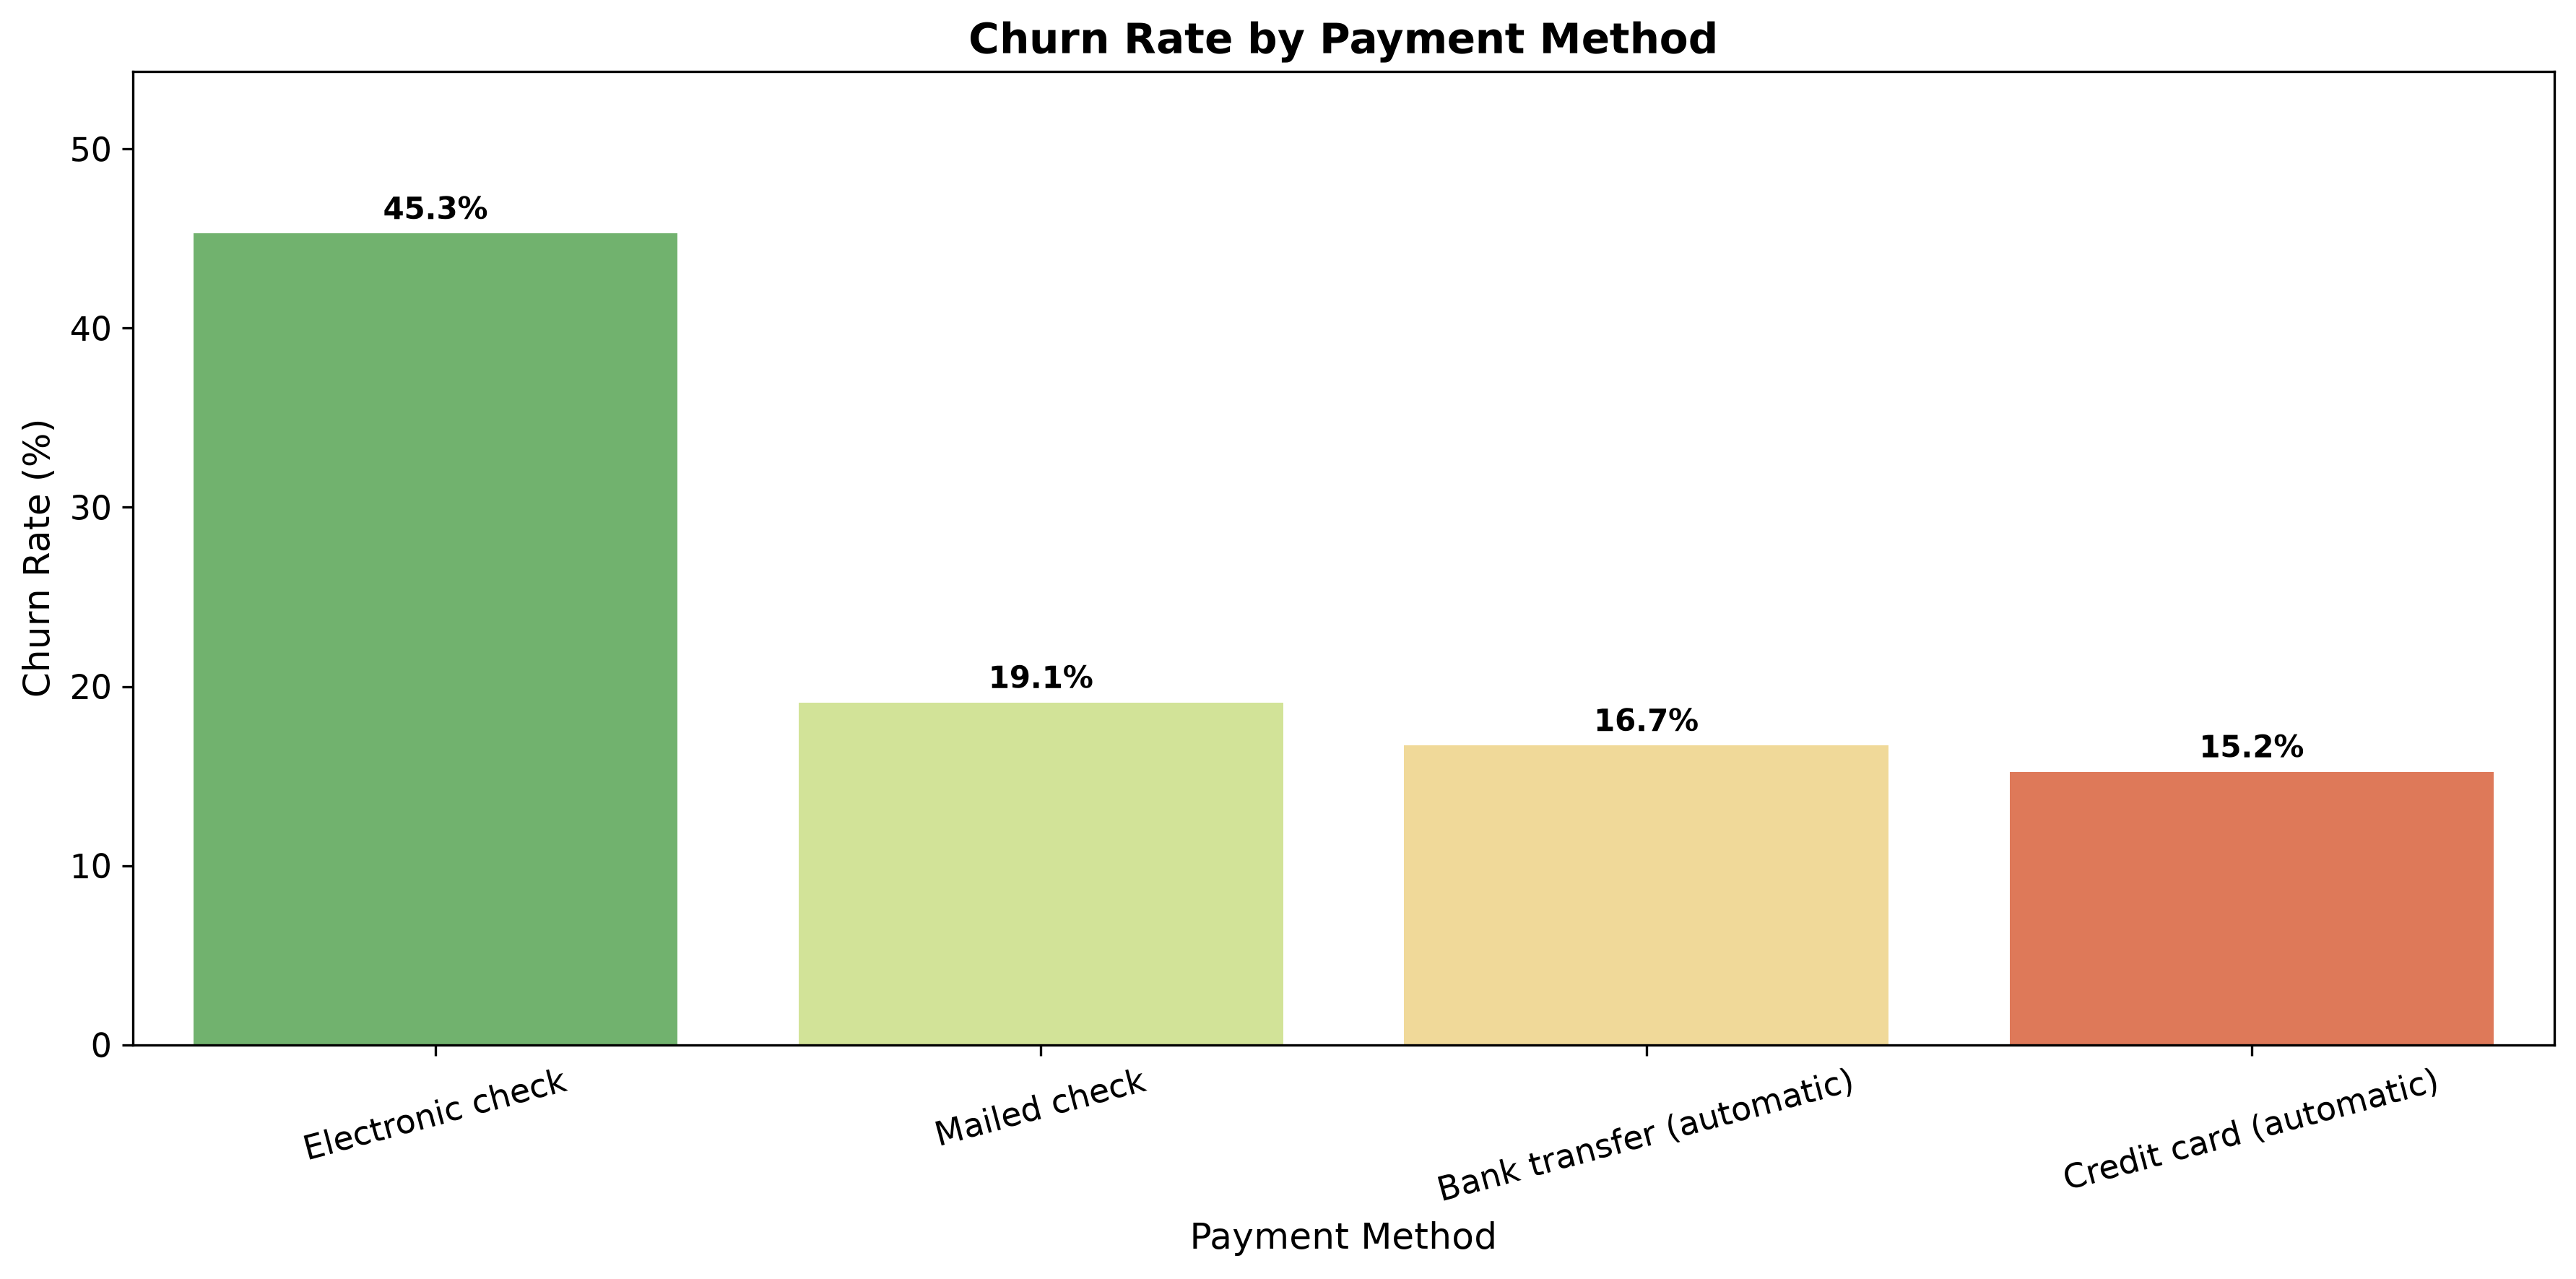 Churn Rate by Payment Method
Churn Rate (%)
50
40
30
20
10
0
45.3%
19.1%
16.7%
15.2%
Electronic check
Mailed check
Bank transfer (automatic)
Credit card (automatic)
Payment Method